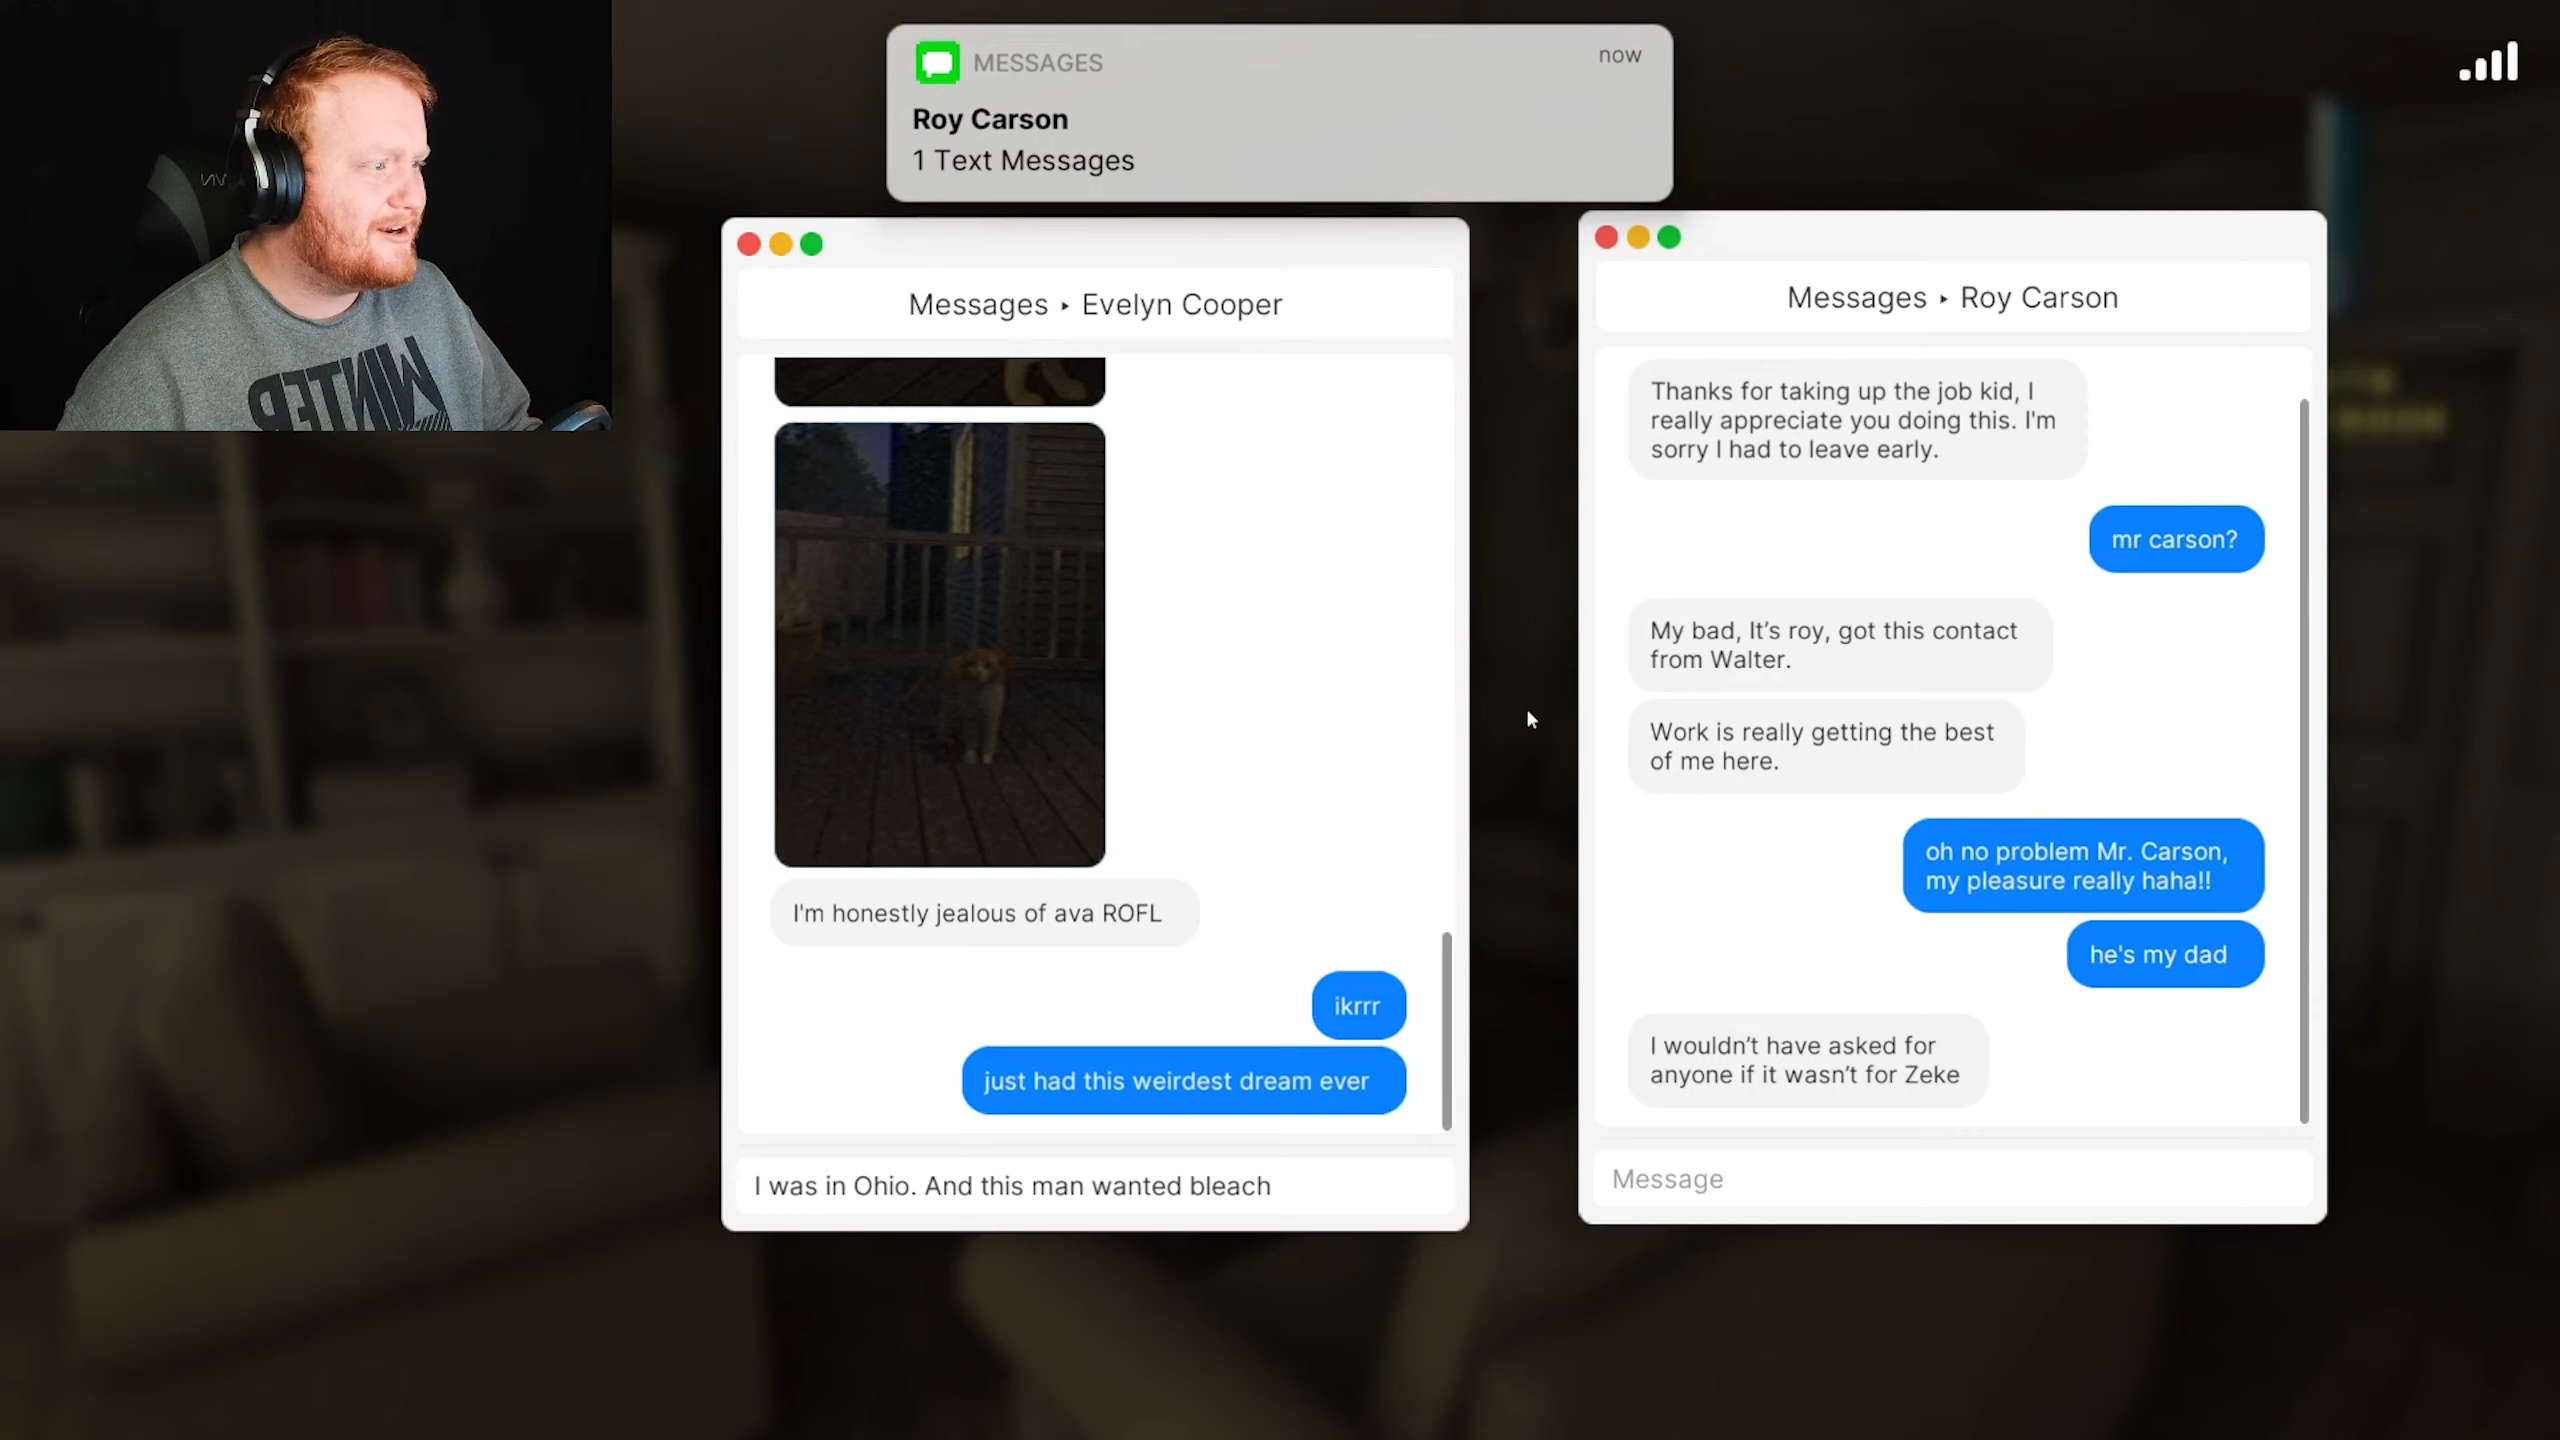 MESSAGES
now
Roy Carson
1 Text Messages
MINTED
Messages ‣ Evelyn Cooper
I'm honestly jealous of ava ROFL
ikrrr
just had this weirdest dream ever
I was in Ohio. And this man wanted bleach
Messages ‣ Roy Carson
Thanks for taking up the job kid, I
really appreciate you doing this. I'm
sorry I had to leave early.
mr carson?
My bad, It’s roy, got this contact
from Walter.
Work is really getting the best
of me here.
oh no problem Mr. Carson,
my pleasure really haha!!
he's my dad
I wouldn’t have asked for
anyone if it wasn’t for Zeke
Message